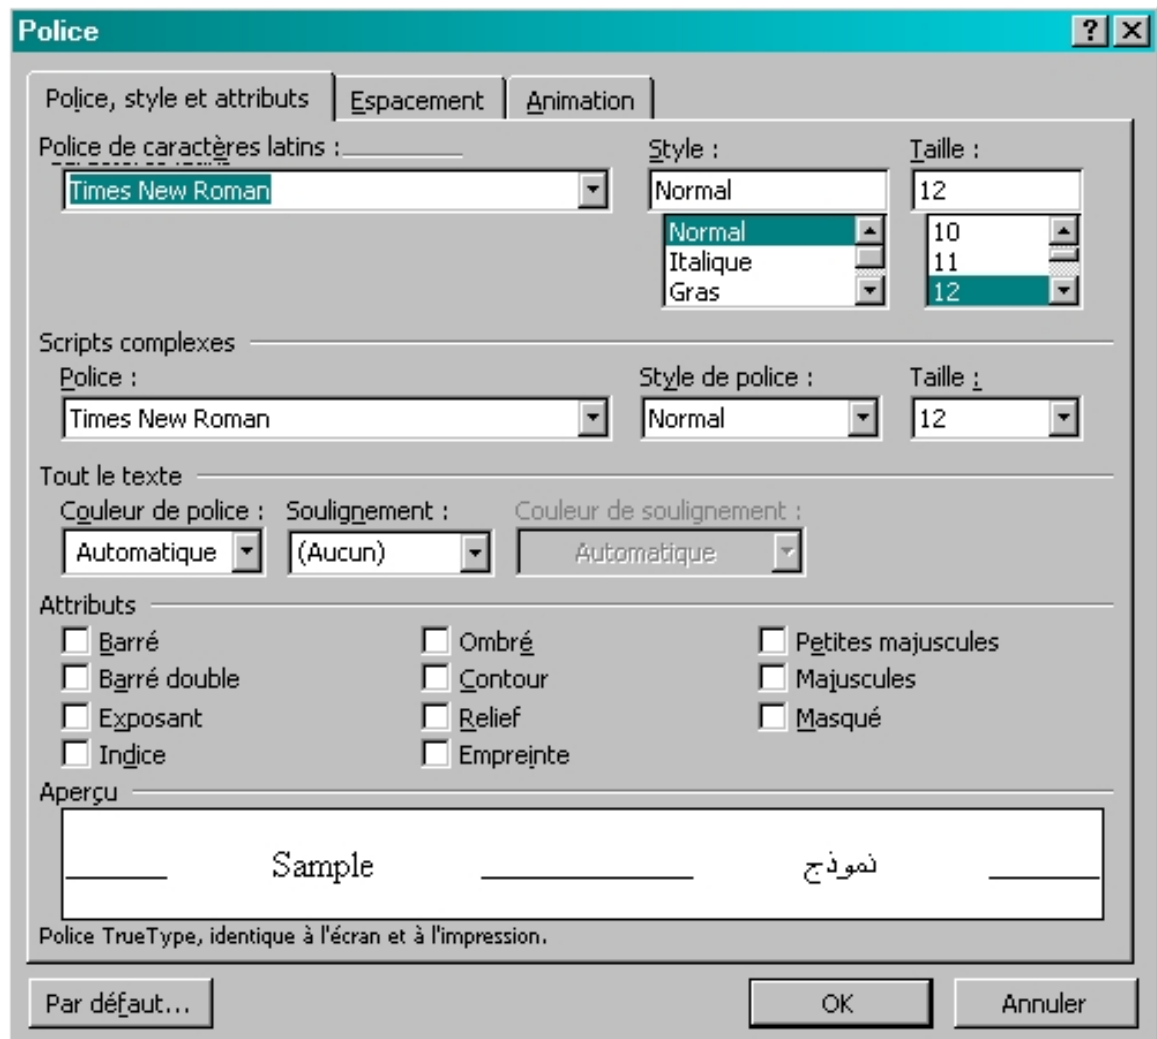 Police
Police, style et attributs Espacement Animation
Police de caractères latins : Style : Taille :
Times New Roman Normal 12
Normal 10
Italique 11
Gras 12
Scripts complexes
Police : Style de police : Taille :
Times New Roman Normal 12
Tout le texte
Couleur de police : Soulignement : Couleur de soulignement :
Automatique (Aucun) Automatique
Attributs
Barré Ombré Petites majuscules
Barré double Contour Majuscules
Exposant Relief Masqué
Indice Empreinte
Aperçu
Sample نموذج
Police TrueType, identique à l'écran et à l'impression.
Par défaut... OK Annuler